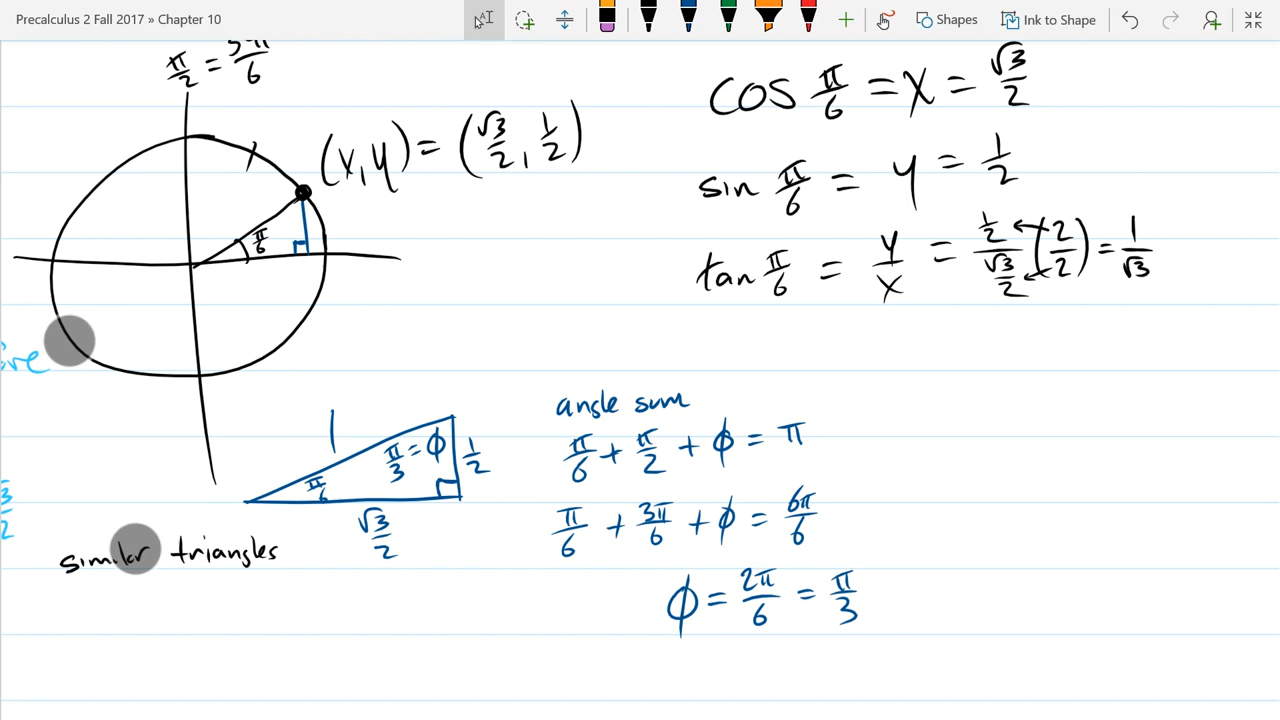 Precalculus 2 Fall 2017 » Chapter 10
Shapes
Ink to Shape
π/2 = 3π/6
(x, y) = (√3/2, 1/2)
π/6
cos π/6 = x = √3/2
sin π/6 = y = 1/2
tan π/6 = y/x = (1/2)/(√3/2) (2/2) = 1/√3
1
π/3 = φ
1/2
π/6
√3/2
similar triangles
angle sum
π/6 + π/2 + φ = π
π/6 + 3π/6 + φ = 6π/6
φ = 2π/6 = π/3